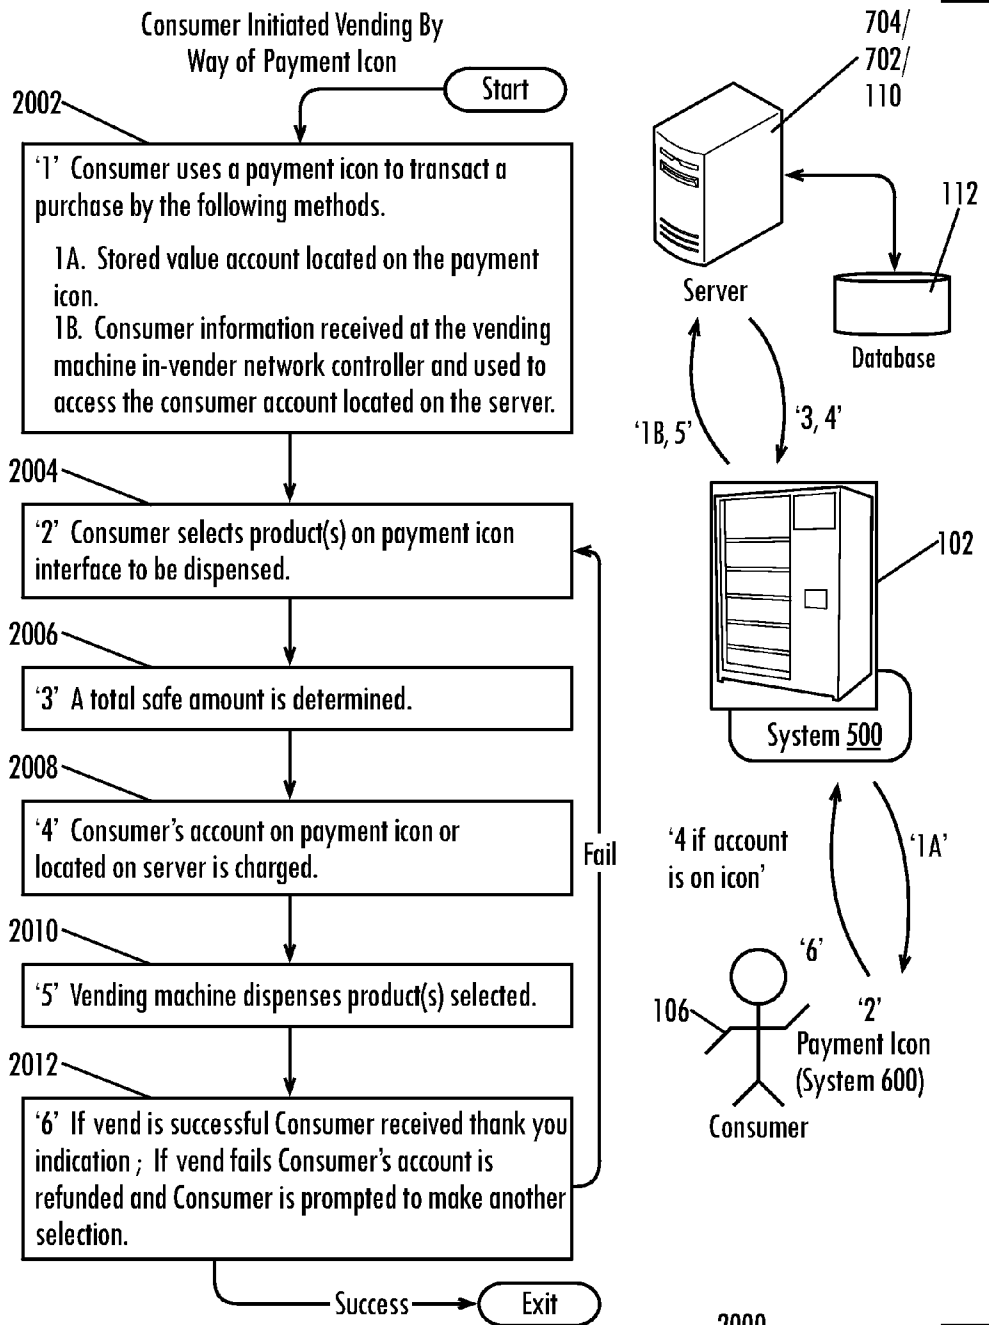 Consumer Initiated Vending By
Way of Payment Icon
Start
2002
'1' Consumer uses a payment icon to transact a
purchase by the following methods.
1A. Stored value account located on the payment
icon.
1B. Consumer information received at the vending
machine in-vender network controller and used to
access the consumer account located on the server.
2004
'2' Consumer selects product(s) on payment icon
interface to be dispensed.
2006
'3' A total safe amount is determined.
2008
'4' Consumer's account on payment icon or
located on server is charged.
Fail
2010
'5' Vending machine dispenses product(s) selected.
2012
'6' If vend is successful Consumer received thank you
indication ; If vend fails Consumer's account is
refunded and Consumer is prompted to make another
selection.
Success
Exit
704/
702/
110
112
Server
Database
'1B, 5'
'3, 4'
102
System 500
'4 if account
is on icon'
'1A'
'6'
106
'2'
Payment Icon
(System 600)
Consumer